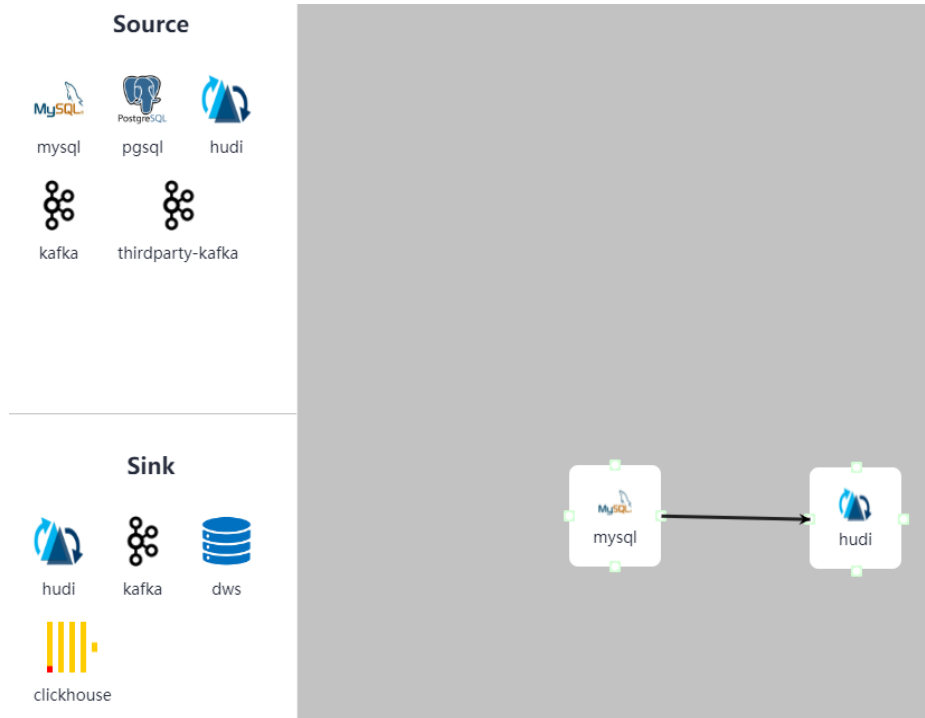 Source
MySQL
PostgreSQL
mysql
pgsql
hudi
kafka
thirdparty-kafka
Sink
hudi
kafka
dws
clickhouse
MySQL
mysql
hudi